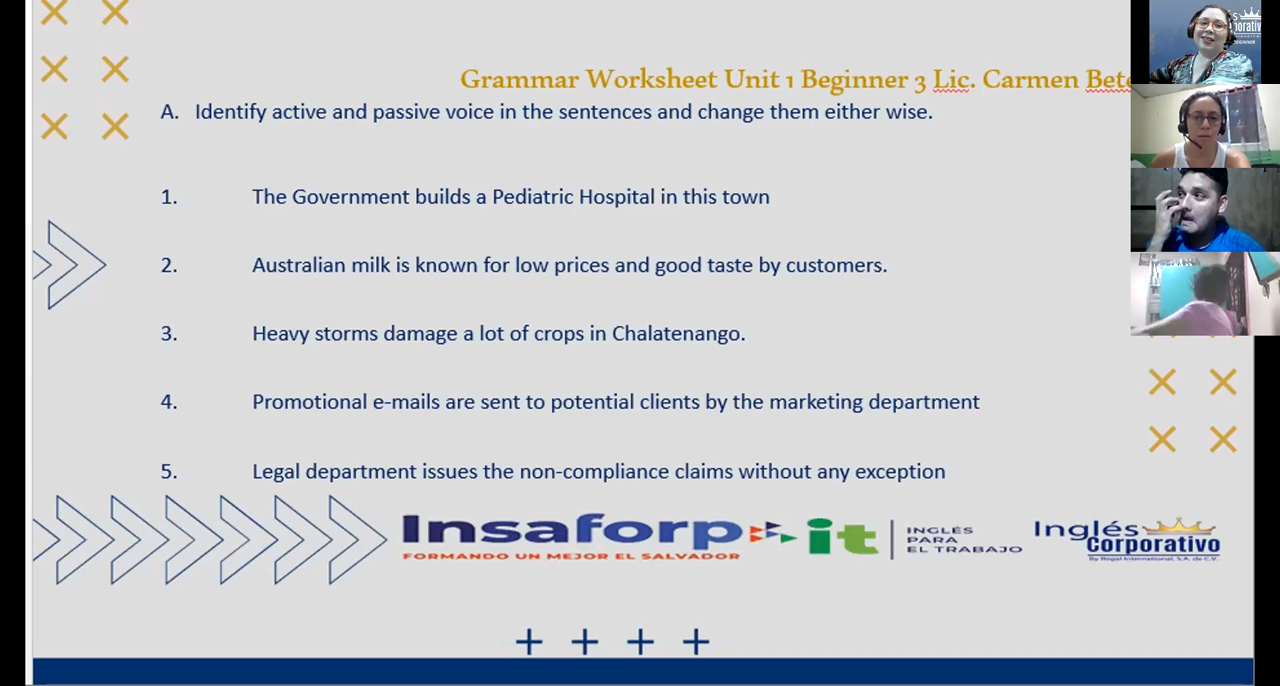 Grammar Worksheet Unit 1 Beginner 3 Lic. Carmen
A. Identify active and passive voice in the sentences and change them either wise.
1. The Government builds a Pediatric Hospital in this town
2. Australian milk is known for low prices and good taste by customers.
3. Heavy storms damage a lot of crops in Chalatenango.
4. Promotional e-mails are sent to potential clients by the marketing department
5. Legal department issues the non-compliance claims without any exception
Insaforp
FORMANDO UN MEJOR EL SALVADOR
it
INGLÉS
PARA
EL TRABAJO
Inglés
Corporativo
By Regal International, S.A. de C.V.